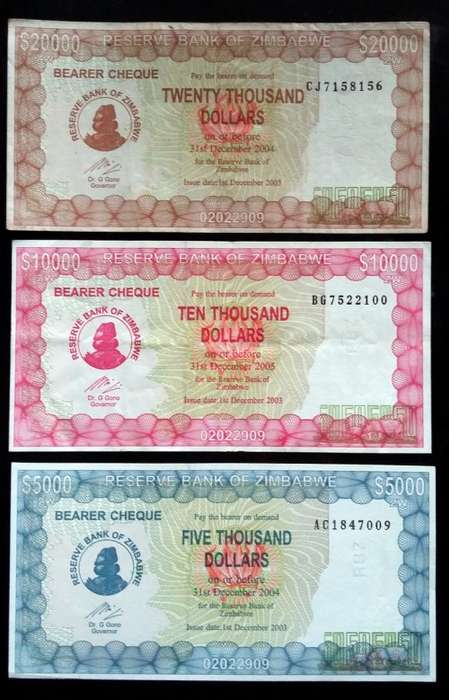 $20000 RESERVE BANK OF ZIMBABWE $20000
BEARER CHEQUE
Pay the bearer on demand
CJ7158156
TWENTY THOUSAND
DOLLARS
on or before
31st December 2004
for the Reserve Bank of
Zimbabwe
Issue date:1st December 2003
RESERVE BANK OF ZIMBABWE
Dr. G Gono
Governor
02022909
$10000 RESERVE BANK OF ZIMBABWE $10000
BEARER CHEQUE
Pay the bearer on demand
BG7522100
TEN THOUSAND
DOLLARS
on or before
31st December 2005
for the Reserve Bank of
Zimbabwe
Issue date:1st December 2003
RESERVE BANK OF ZIMBABWE
Dr. G Gono
Governor
02022909
$5000 RESERVE BANK OF ZIMBABWE $5000
BEARER CHEQUE
Pay the bearer on demand
AC1847009
FIVE THOUSAND
DOLLARS
on or before
31st December 2004
for the Reserve Bank of
Zimbabwe
Issue date:1st December 2003
RESERVE BANK OF ZIMBABWE
Dr. G Gono
Governor
02022909